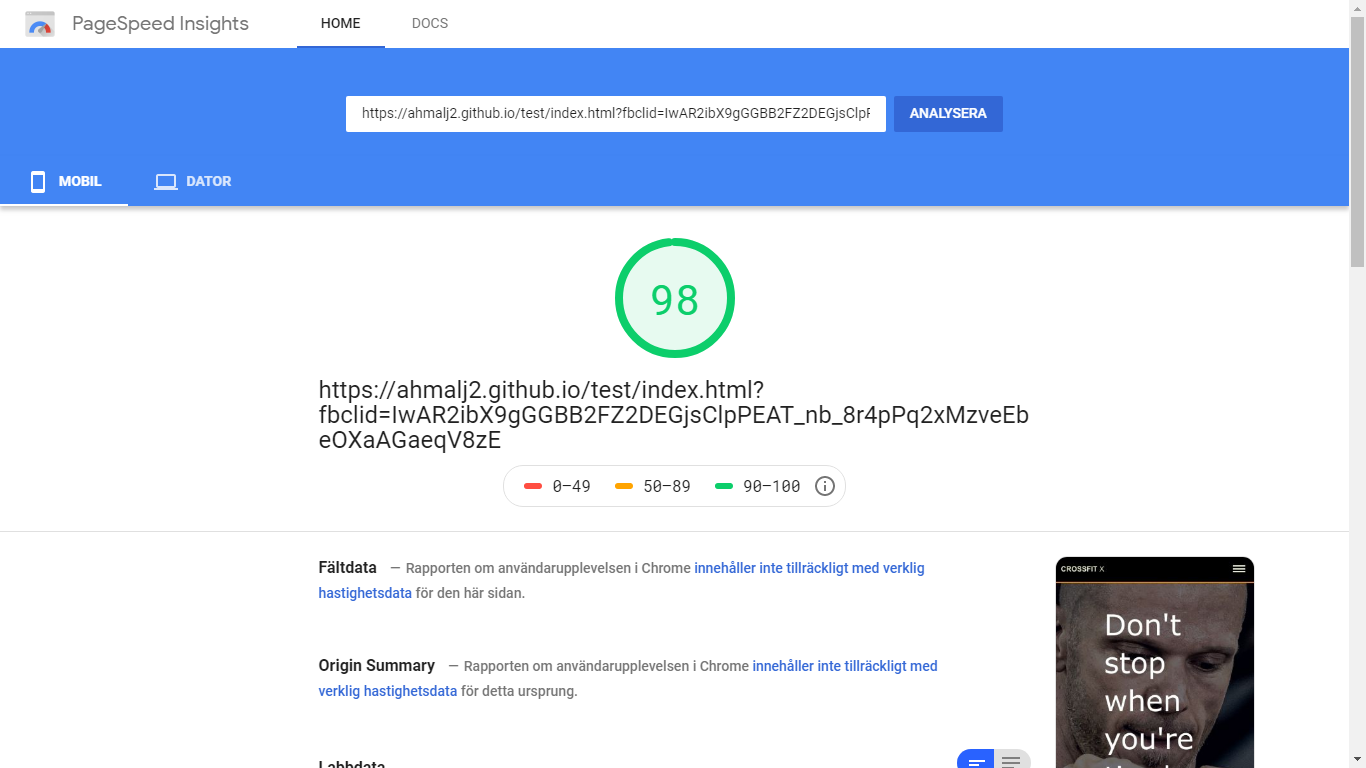 PageSpeed Insights
HOME
DOCS
https://ahmalj2.github.io/test/index.html?fbclid=IwAR2ibX9gGGBB2FZ2DEGjsClpF
ANALYSERA
MOBIL
DATOR
98
https://ahmalj2.github.io/test/index.html?
fbclid=IwAR2ibX9gGGBB2FZ2DEGjsClpPEAT_nb_8r4pPq2xMzveEb
eOXaAGaeqV8zE
0–49
50–89
90–100
Fältdata — Rapporten om användarupplevelsen i Chrome innehåller inte tillräckligt med verklig
hastighetsdata för den här sidan.
Origin Summary — Rapporten om användarupplevelsen i Chrome innehåller inte tillräckligt med
verklig hastighetsdata för detta ursprung.
Labbdata
CROSSFIT X
Don't
stop
when
you're